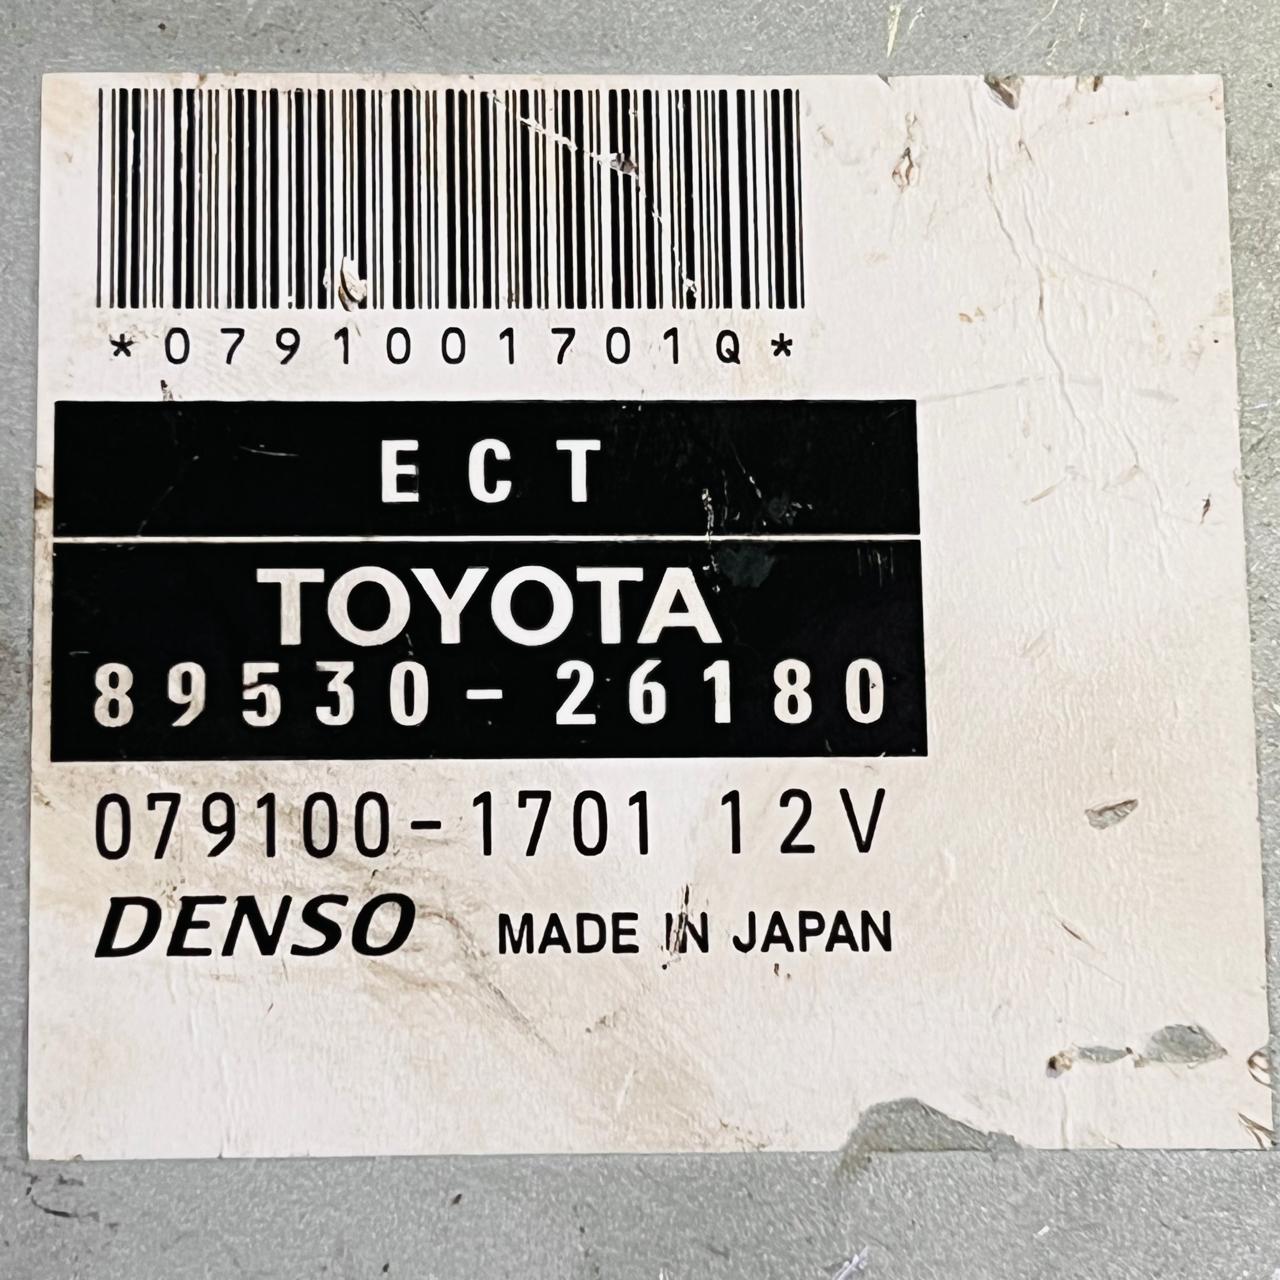 *0791001701Q*
ECT
TOYOTA
89530-26180
079100-1701 12V
DENSO MADE IN JAPAN